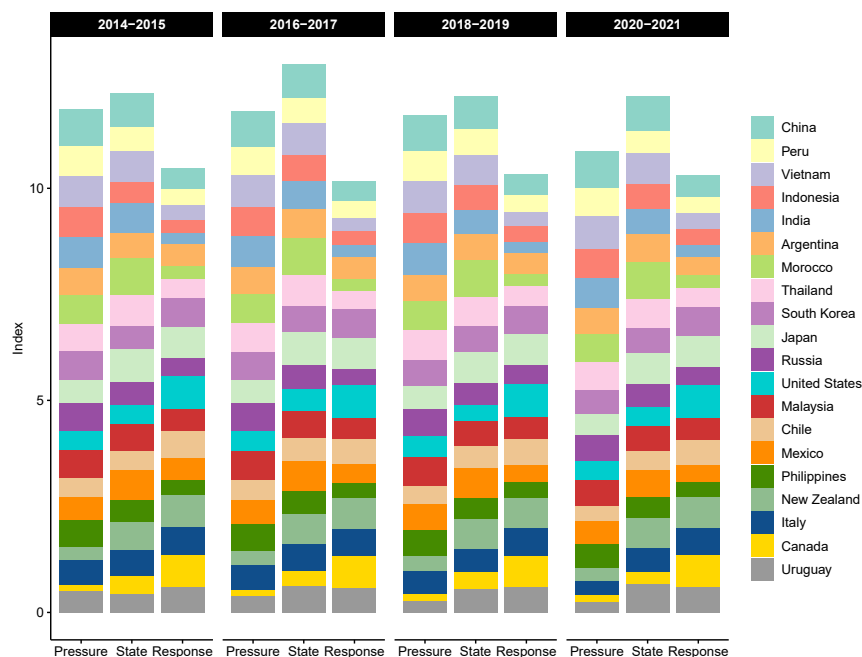 2014−2015 2016−2017 2018−2019 2020−2021
10
5
0
Index
Pressure State Response Pressure State Response Pressure State Response Pressure State Response
China
Peru
Vietnam
Indonesia
India
Argentina
Morocco
Thailand
South Korea
Japan
Russia
United States
Malaysia
Chile
Mexico
Philippines
New Zealand
Italy
Canada
Uruguay